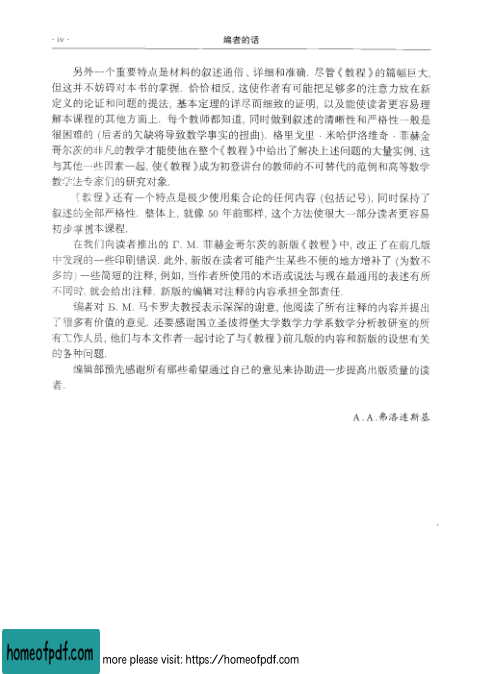 · iv ·
编者的话
另外一个重要特点是材料的叙述通俗、详细和准确. 尽管《教程》的篇幅巨大,
但这并不妨碍对本书的掌握. 恰恰相反, 这使作者有可能把足够多的注意力放在新
定义的论证和问题的提法, 基本定理的详尽而细致的证明, 以及能使读者更容易理
解本课程的其他方面上. 每个教师都知道, 同时做到叙述的清晰性和严格性一般是
很困难的 (后者的欠缺将导致数学事实的扭曲). 格里戈里 · 米哈伊洛维奇 · 菲赫金
哥尔茨的非凡的教学才能使他在整个《教程》中给出了解决上述问题的大量实例, 这
与其他一些因素一起, 使《教程》成为初登讲台的教师的不可替代的范例和高等数学
教学法专家们的研究对象.
《教程》还有一个特点是极少使用集合论的任何内容 (包括记号), 同时保持了
叙述的全部严格性. 整体上, 就像 50 年前那样, 这个方法使很大一部分读者更容易
初步掌握本课程.
在我们向读者推出的 Г. М. 菲赫金哥尔茨的新版《教程》中, 改正了在前几版
中发现的一些印刷错误. 此外, 新版在读者可能产生某些不便的地方增补了 (为数不
多的) 一些简短的注释, 例如, 当作者所使用的术语或说法与现在最通用的表述有所
不同时, 就会给出注释. 新版的编辑对注释的内容承担全部责任.
编者对 Б. М. 马卡罗夫教授表示深深的谢意, 他阅读了所有注释的内容并提出
了很多有价值的意见. 还要感谢国立圣彼得堡大学数学力学系数学分析教研室的所
有工作人员, 他们与本文作者一起讨论了与《教程》前几版的内容和新版的设想有关
的各种问题.
编辑部预先感谢所有那些希望通过自己的意见来协助进一步提高出版质量的读
者.
А. А. 弗洛连斯基
homeofpdf.com
more please visit: https://homeofpdf.com